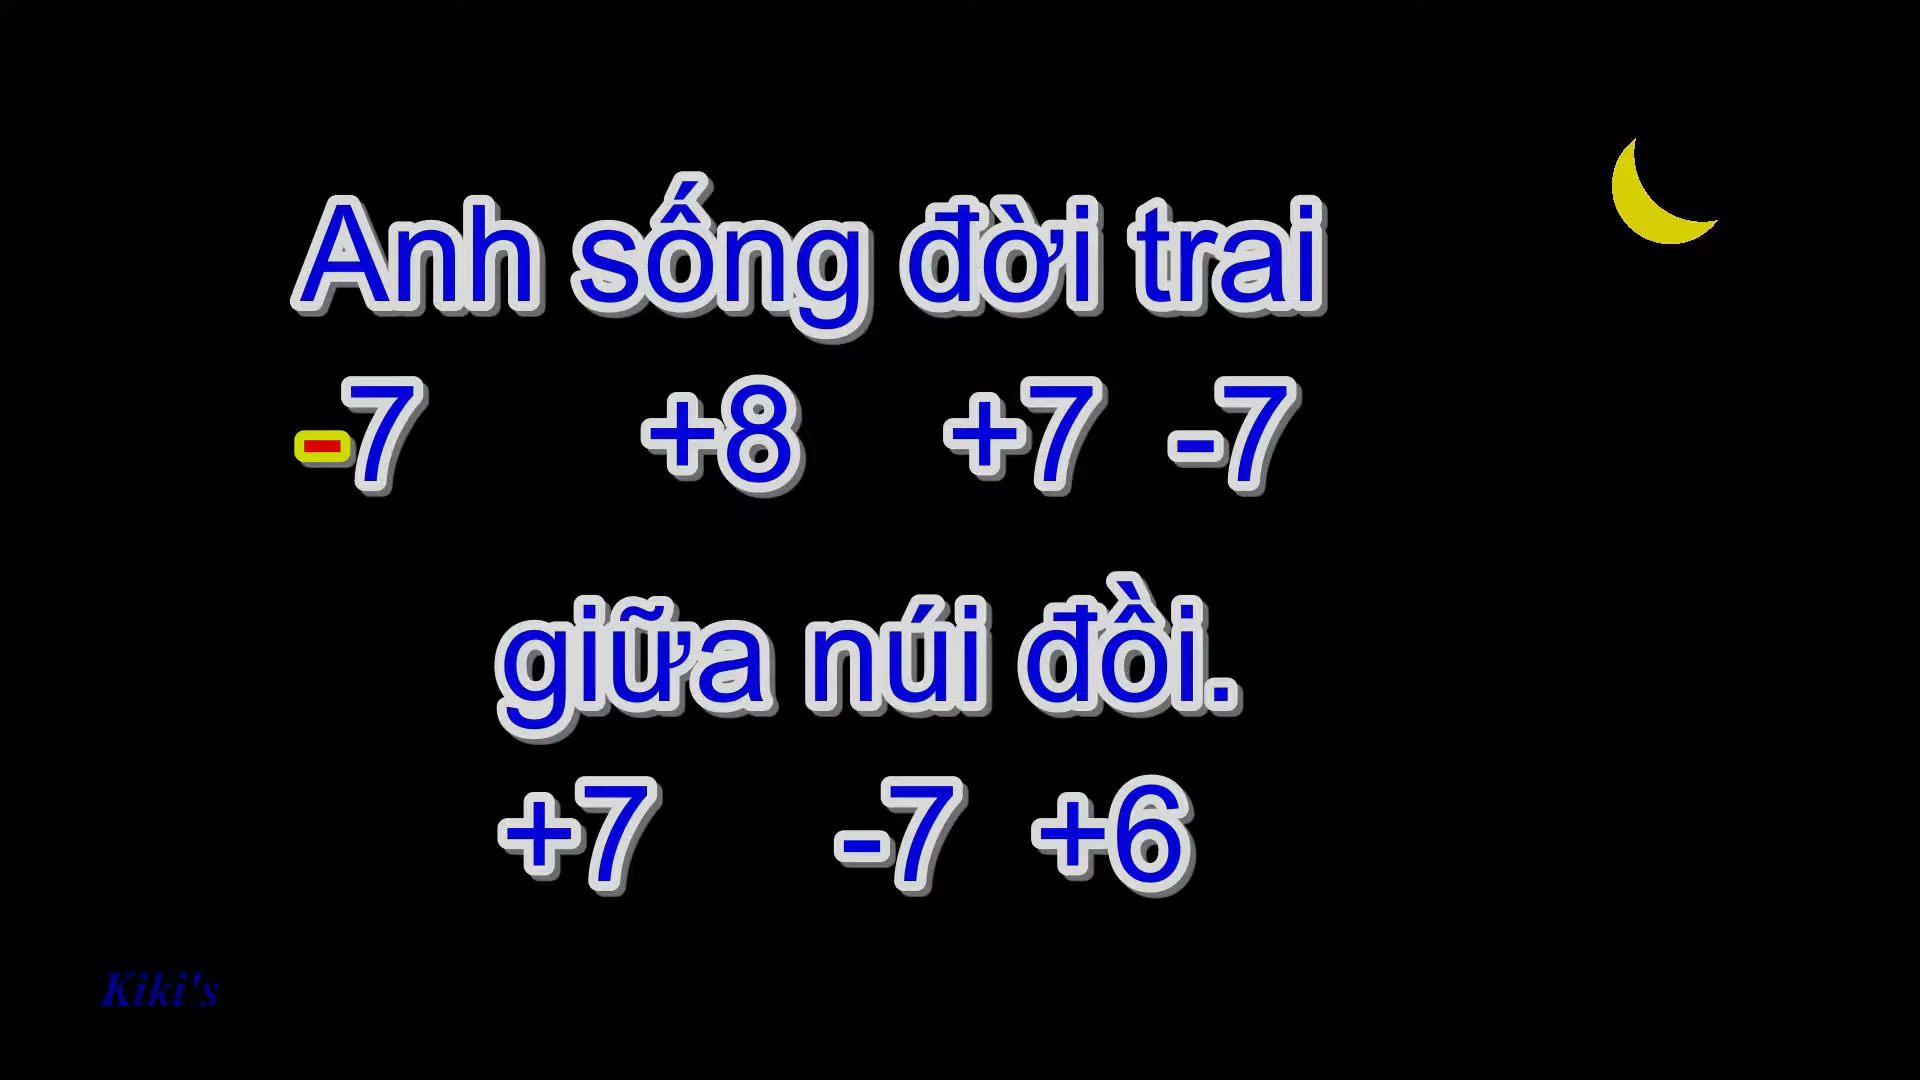 Anh sống đời trai
-7 +8 +7 -7
giữa núi đồi.
+7 -7 +6
Kiki's